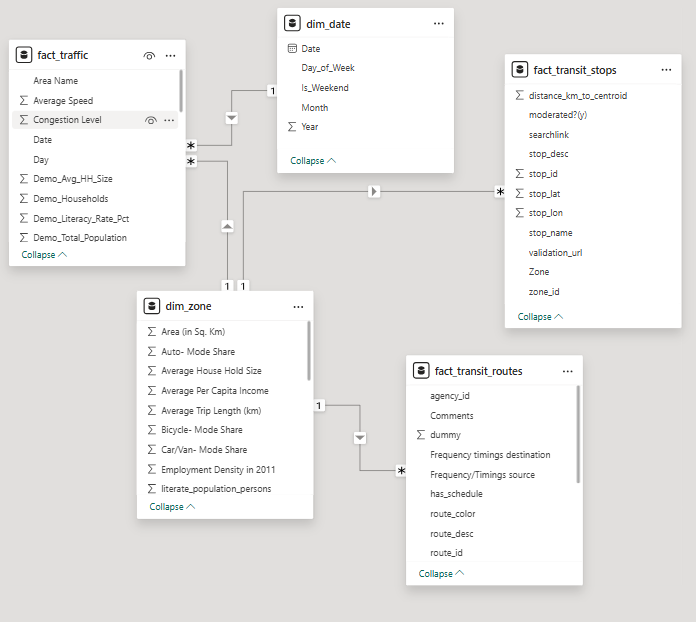 dim_date
Date
Day_of_Week
Is_Weekend
Month
Year
Collapse
fact_traffic
Area Name
Average Speed
Congestion Level
Date
Day
Demo_Avg_HH_Size
Demo_Households
Demo_Literacy_Rate_Pct
Demo_Total_Population
Collapse
fact_transit_stops
distance_km_to_centroid
moderated?(y)
searchlink
stop_desc
stop_id
stop_lat
stop_lon
stop_name
validation_url
Zone
zone_id
Collapse
1
*
*
*
1
1
dim_zone
Area (in Sq. Km)
Auto- Mode Share
Average House Hold Size
Average Per Capita Income
Average Trip Length (km)
Bicycle- Mode Share
Car/Van- Mode Share
Employment Density in 2011
literate_population_persons
Collapse
1
*
fact_transit_routes
agency_id
Comments
dummy
Frequency timings destination
Frequency/Timings source
has_schedule
route_color
route_desc
route_id
Collapse